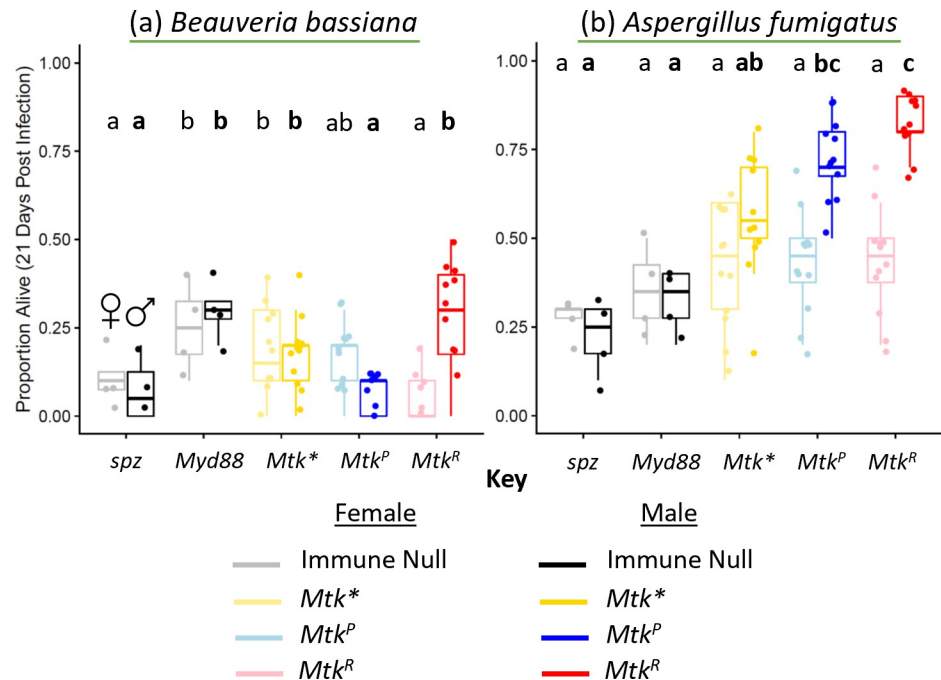 (a) Beauveria bassiana
(b) Aspergillus fumigatus
Proportion Alive (21 Days Post Infection)
1.00
0.75
0.50
0.25
0.00
a a b b b b ab a a b
♀ ♂
spz Myd88 Mtk* Mtkᴾ Mtkᴿ
1.00
0.75
0.50
0.25
0.00
a a a a a ab a bc a c
spz Myd88 Mtk* Mtkᴾ Mtkᴿ
Key
Female
Immune Null
Mtk*
Mtkᴾ
Mtkᴿ
Male
Immune Null
Mtk*
Mtkᴾ
Mtkᴿ